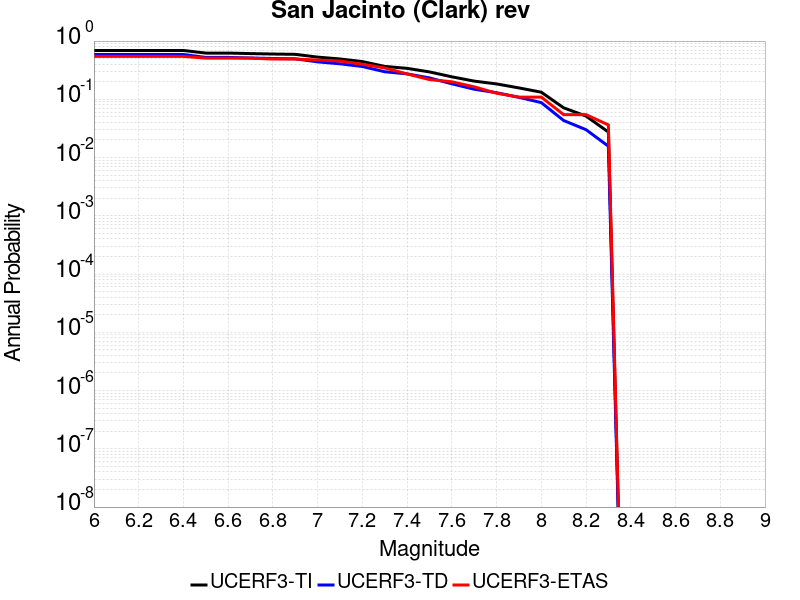 San Jacinto (Clark) rev
10^0
10^-1
10^-2
10^-3
10^-4
10^-5
10^-6
10^-7
10^-8
Annual Probability
6 6.2 6.4 6.6 6.8 7 7.2 7.4 7.6 7.8 8 8.2 8.4 8.6 8.8 9
Magnitude
UCERF3-TI UCERF3-TD UCERF3-ETAS